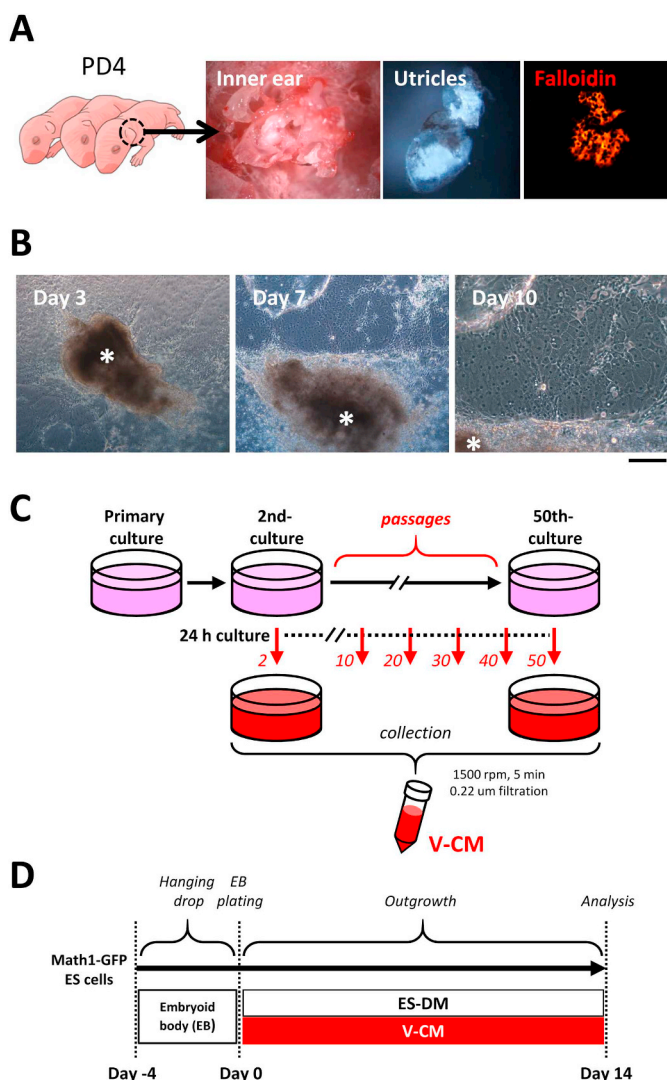 A
PD4
Inner ear
Utricles
Falloidin
B
Day 3
Day 7
Day 10
*
*
*
C
Primary
culture
2nd-
culture
passages
50th-
culture
24 h culture
2
10
20
30
40
50
collection
1500 rpm, 5 min
0.22 um filtration
V-CM
D
Hanging
drop
EB
plating
Outgrowth
Analysis
Math1-GFP
ES cells
Embryoid
body (EB)
ES-DM
V-CM
Day -4
Day 0
Day 14